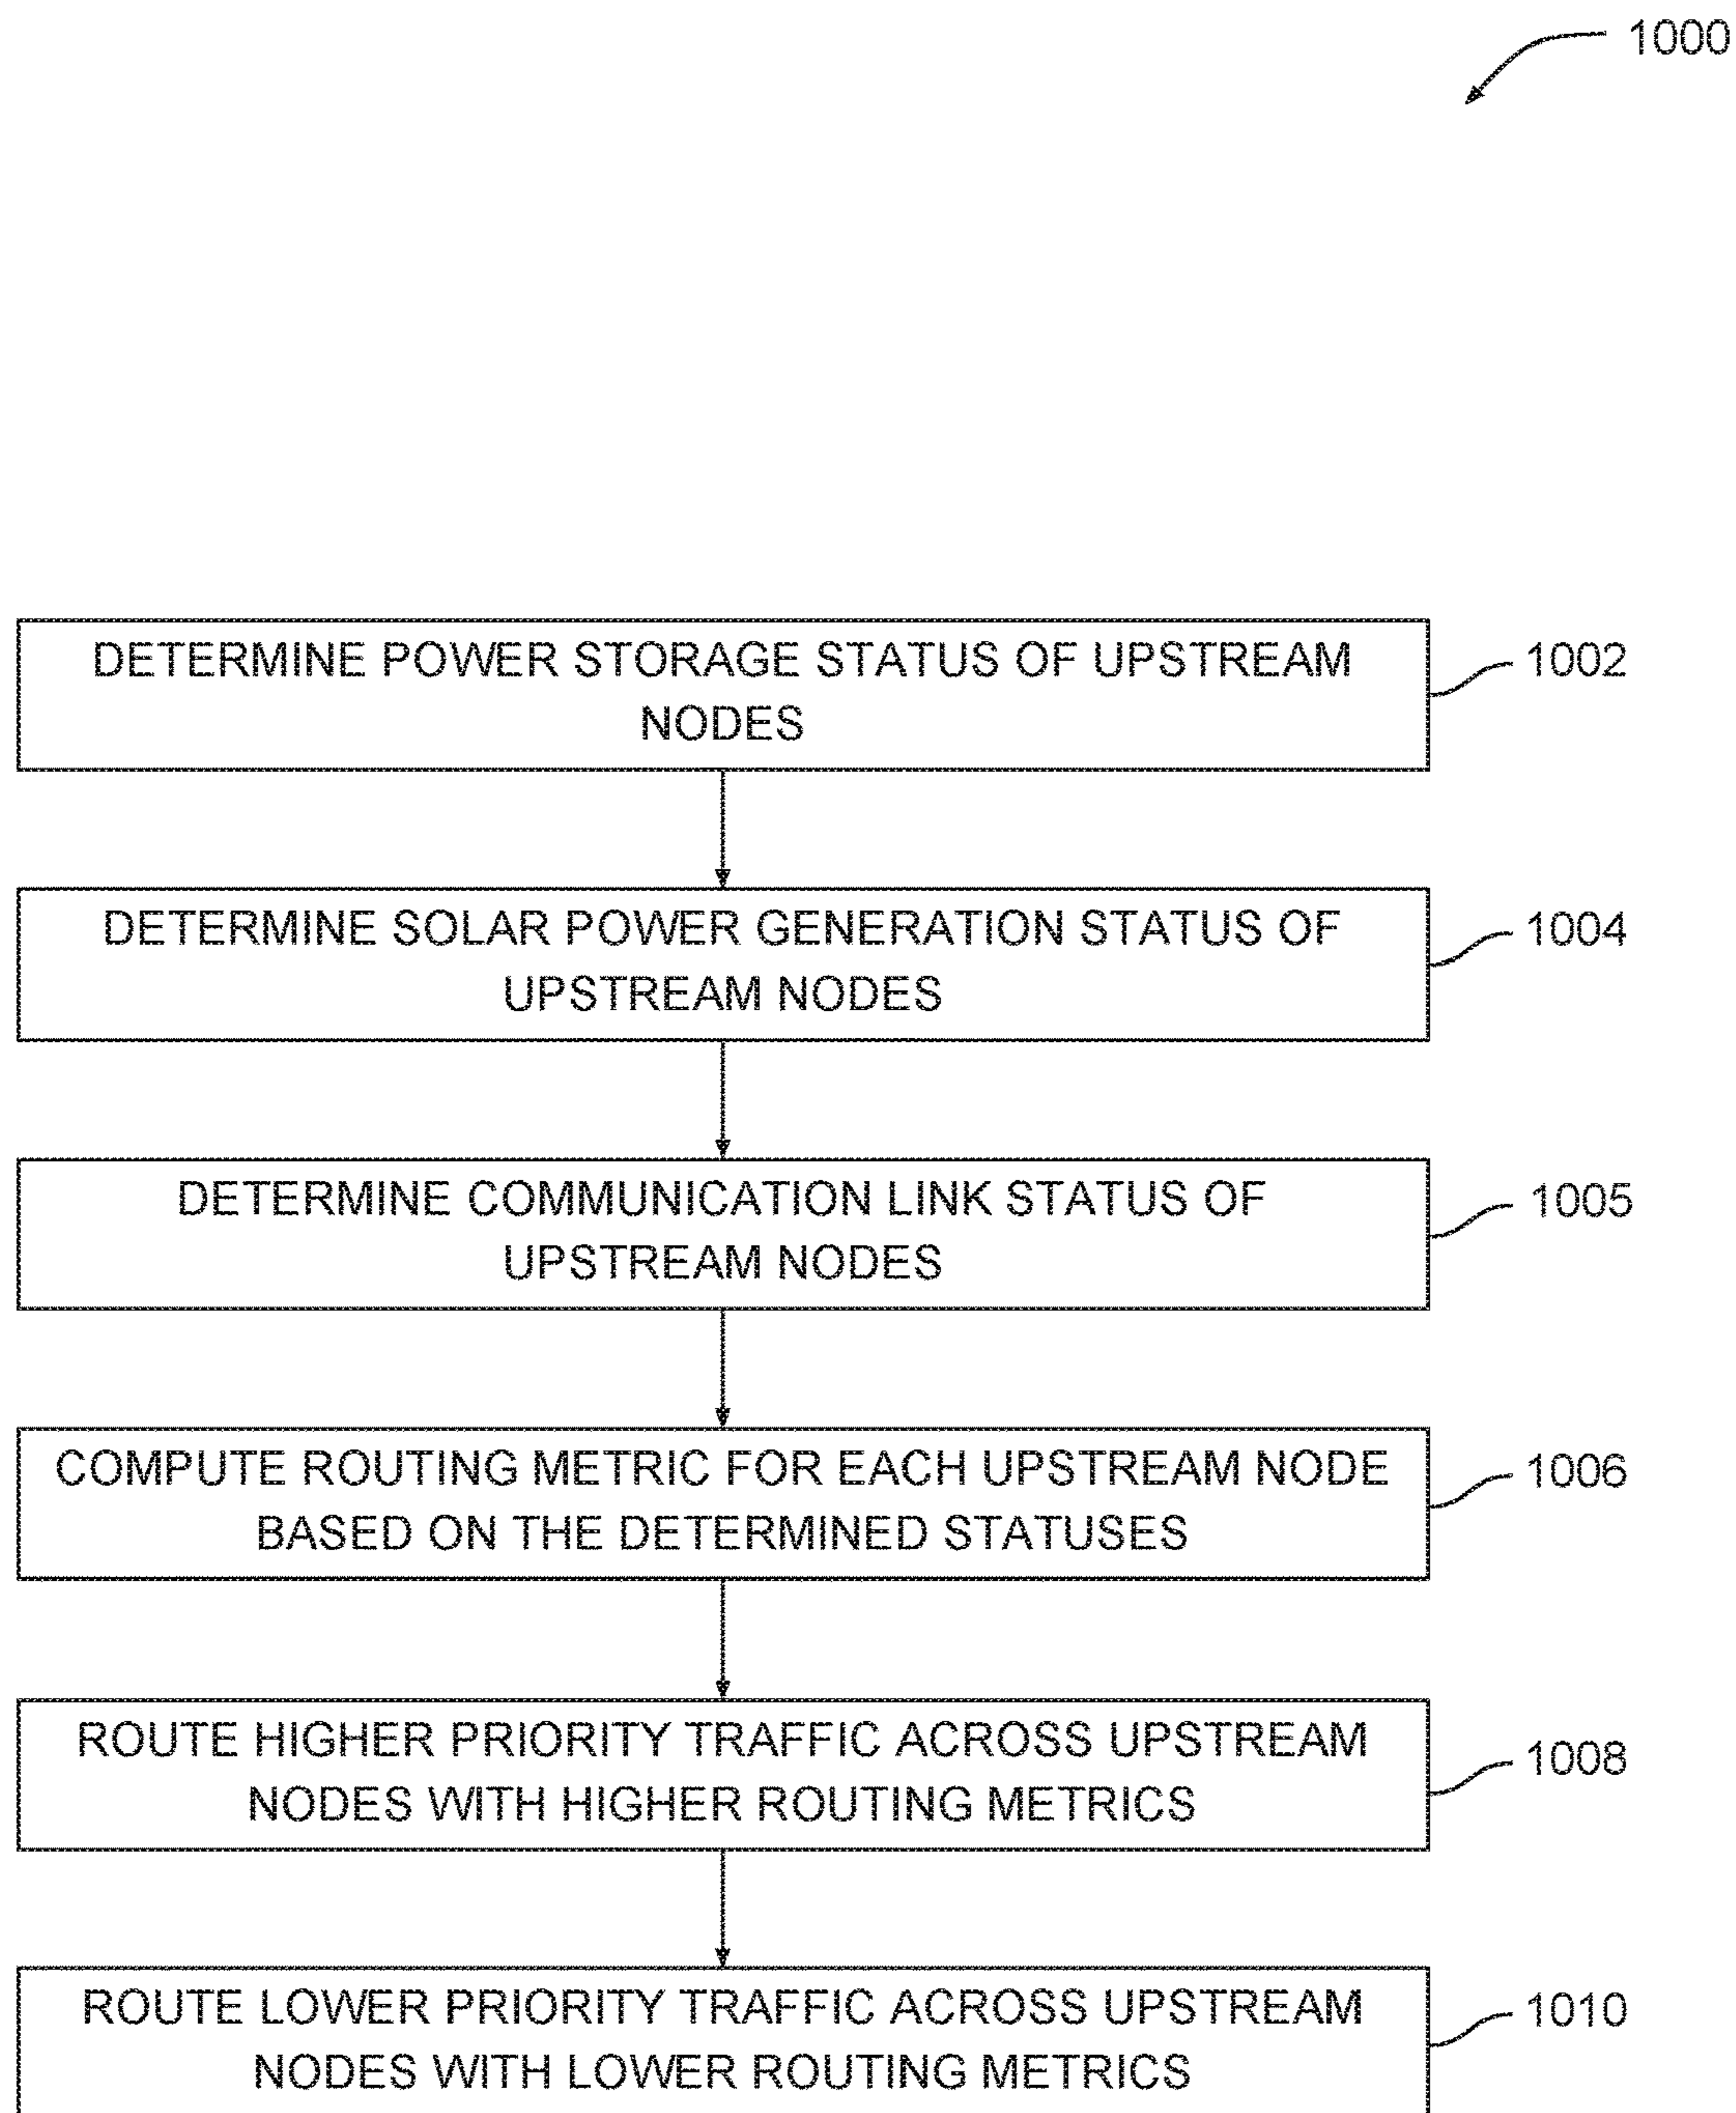 1000
DETERMINE POWER STORAGE STATUS OF UPSTREAM
NODES
1002
DETERMINE SOLAR POWER GENERATION STATUS OF
UPSTREAM NODES
1004
DETERMINE COMMUNICATION LINK STATUS OF
UPSTREAM NODES
1005
COMPUTE ROUTING METRIC FOR EACH UPSTREAM NODE
BASED ON THE DETERMINED STATUSES
1006
ROUTE HIGHER PRIORITY TRAFFIC ACROSS UPSTREAM
NODES WITH HIGHER ROUTING METRICS
1008
ROUTE LOWER PRIORITY TRAFFIC ACROSS UPSTREAM
NODES WITH LOWER ROUTING METRICS
1010